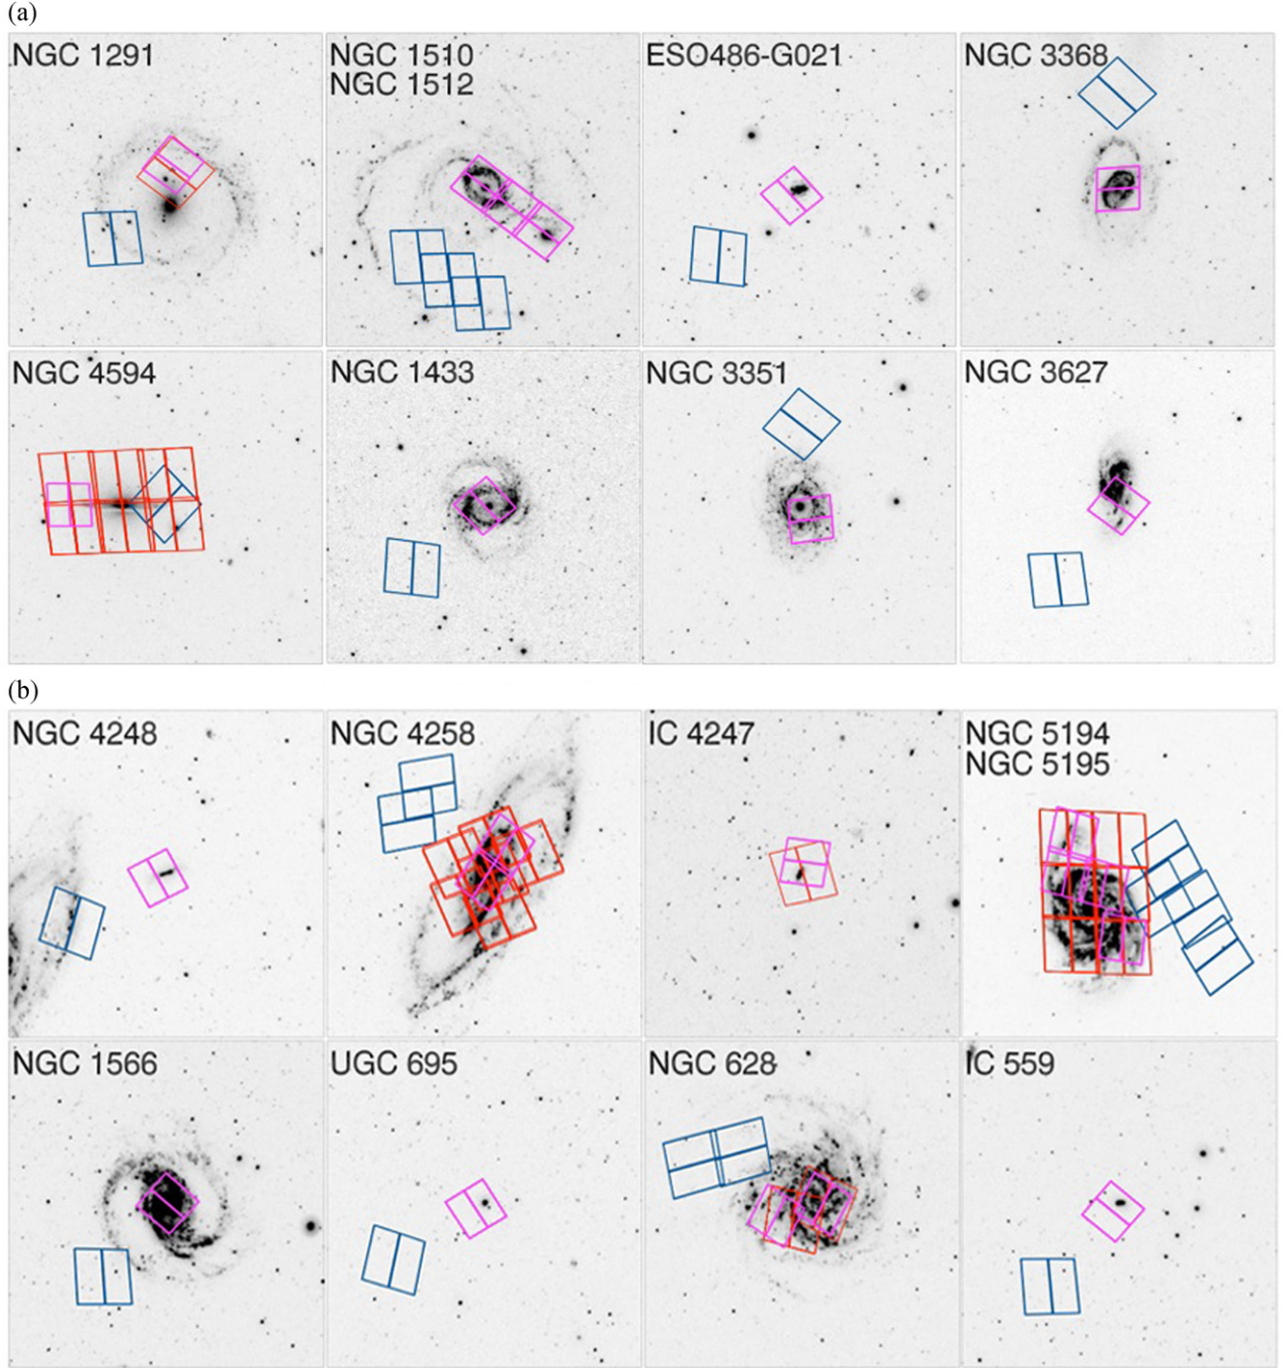 (a)
NGC 1291
NGC 1510
NGC 1512
ESO486-G021
NGC 3368
NGC 4594
NGC 1433
NGC 3351
NGC 3627
(b)
NGC 4248
NGC 4258
IC 4247
NGC 5194
NGC 5195
NGC 1566
UGC 695
NGC 628
IC 559